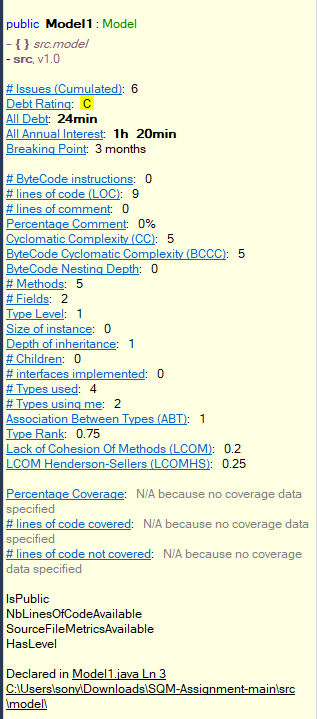 public Model1 : Model
– { } src.model
- src, v1.0
# Issues (Cumulated): 6
Debt Rating: C
All Debt: 24min
All Annual Interest: 1h 20min
Breaking Point: 3 months
# ByteCode instructions: 0
# lines of code (LOC): 9
# lines of comment: 0
Percentage Comment: 0%
Cyclomatic Complexity (CC): 5
ByteCode Cyclomatic Complexity (BCCC): 5
ByteCode Nesting Depth: 0
# Methods: 5
# Fields: 2
Type Level: 1
Size of instance: 0
Depth of inheritance: 1
# Children: 0
# interfaces implemented: 0
# Types used: 4
# Types using me: 2
Association Between Types (ABT): 1
Type Rank: 0.75
Lack of Cohesion Of Methods (LCOM): 0.2
LCOM Henderson-Sellers (LCOMHS): 0.25
Percentage Coverage: N/A because no coverage data
specified
# lines of code covered: N/A because no coverage data
specified
# lines of code not covered: N/A because no coverage
data specified
IsPublic
NbLinesOfCodeAvailable
SourceFileMetricsAvailable
HasLevel
Declared in Model1.java Ln 3
C:\Users\sony\Downloads\SQM-Assignment-main\src
\model\